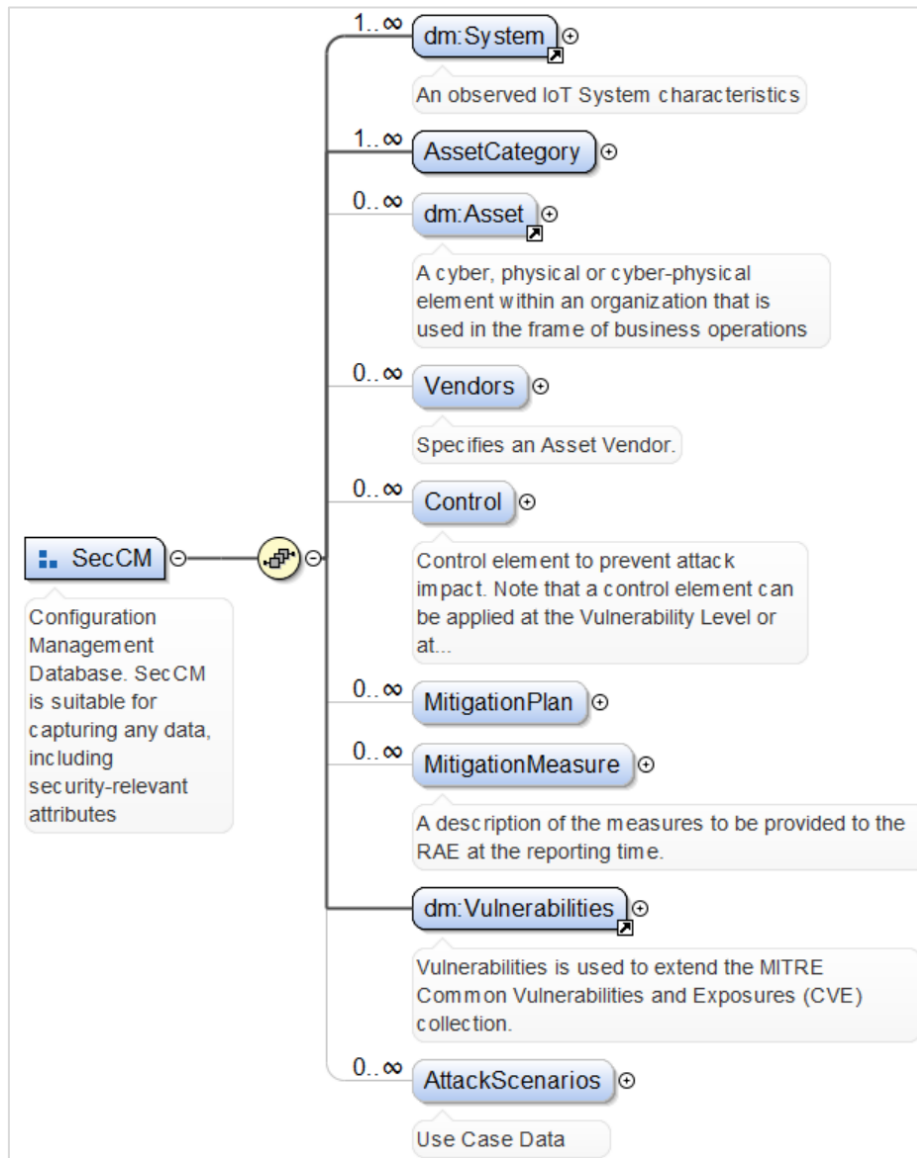 1..∞
dm:System
An observed IoT System characteristics
1..∞
AssetCategory
0..∞
dm:Asset
A cyber, physical or cyber-physical
element within an organization that is
used in the frame of business operations
0..∞
Vendors
Specifies an Asset Vendor.
0..∞
Control
Control element to prevent attack
impact. Note that a control element can
be applied at the Vulnerability Level or
at...
SecCM
Configuration
Management
Database. SecCM
is suitable for
capturing any data,
including
security-relevant
attributes
0..∞
MitigationPlan
0..∞
MitigationMeasure
A description of the measures to be provided to the
RAE at the reporting time.
dm:Vulnerabilities
Vulnerabilities is used to extend the MITRE
Common Vulnerabilities and Exposures (CVE)
collection.
0..∞
AttackScenarios
Use Case Data